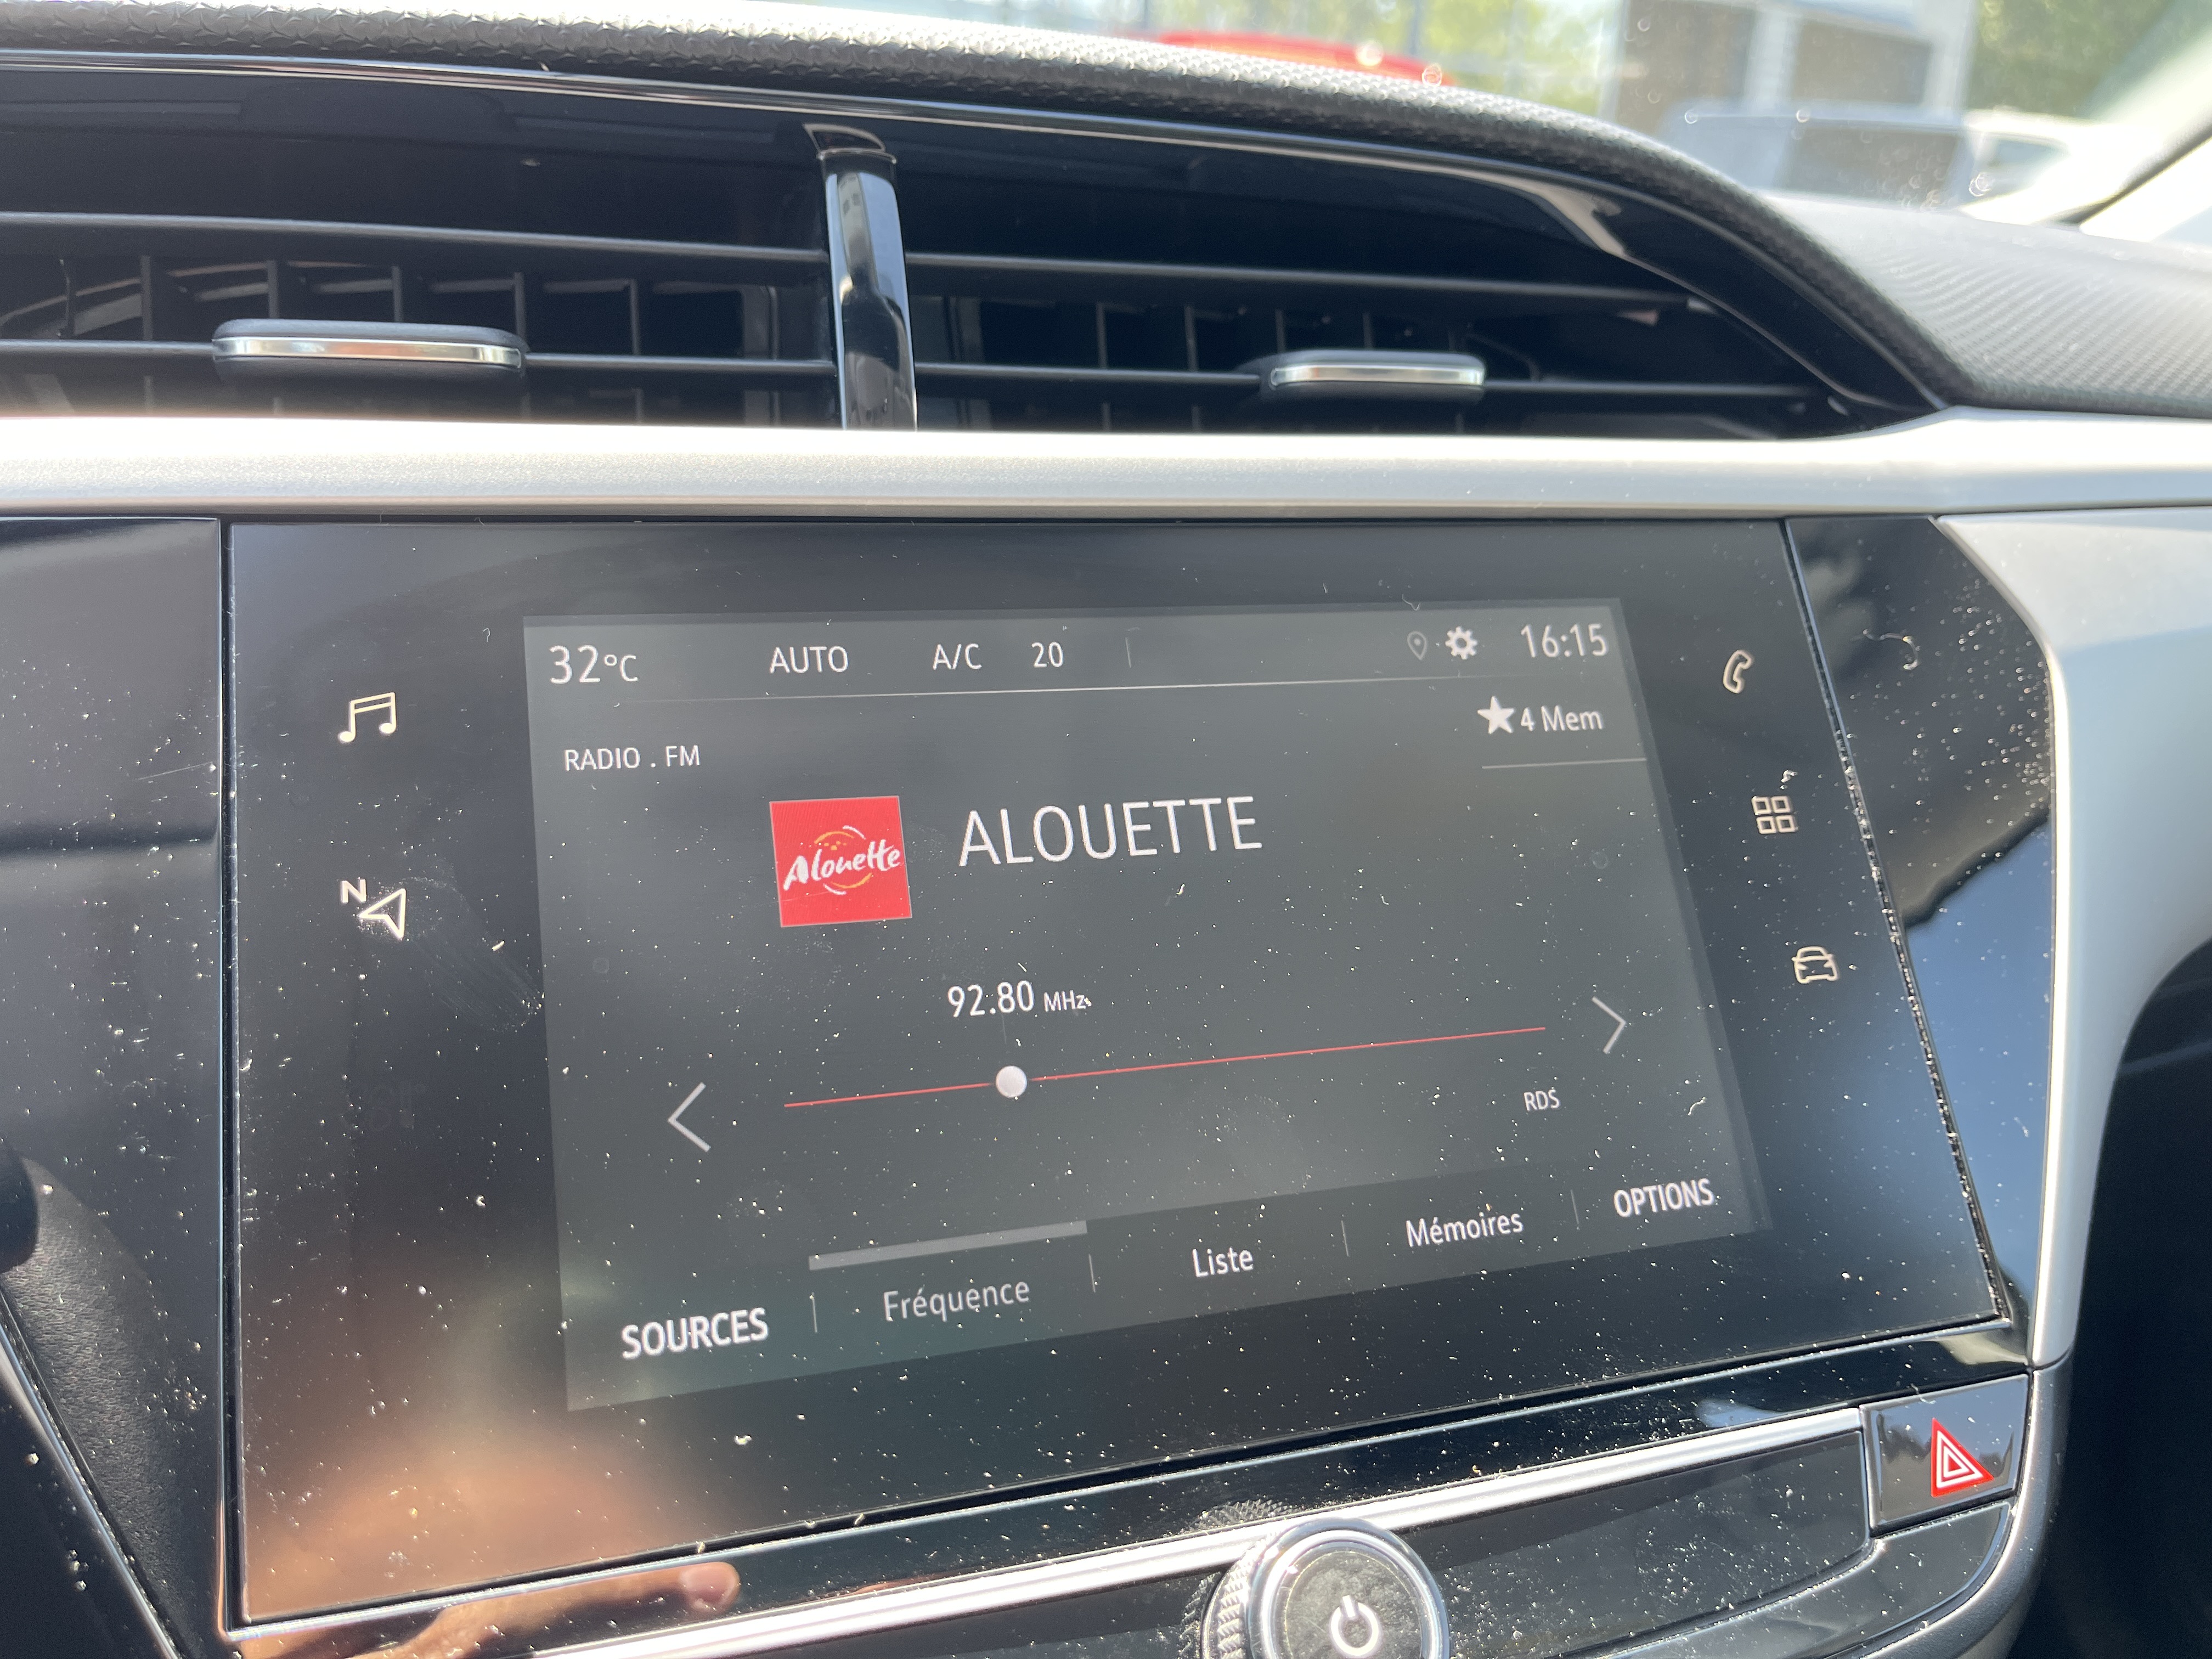 32°C AUTO A/C 20 16:15
4 Mem
RADIO . FM
Alouette ALOUETTE
92.80 MHz
RDS
SOURCES Fréquence Liste Mémoires OPTIONS
N